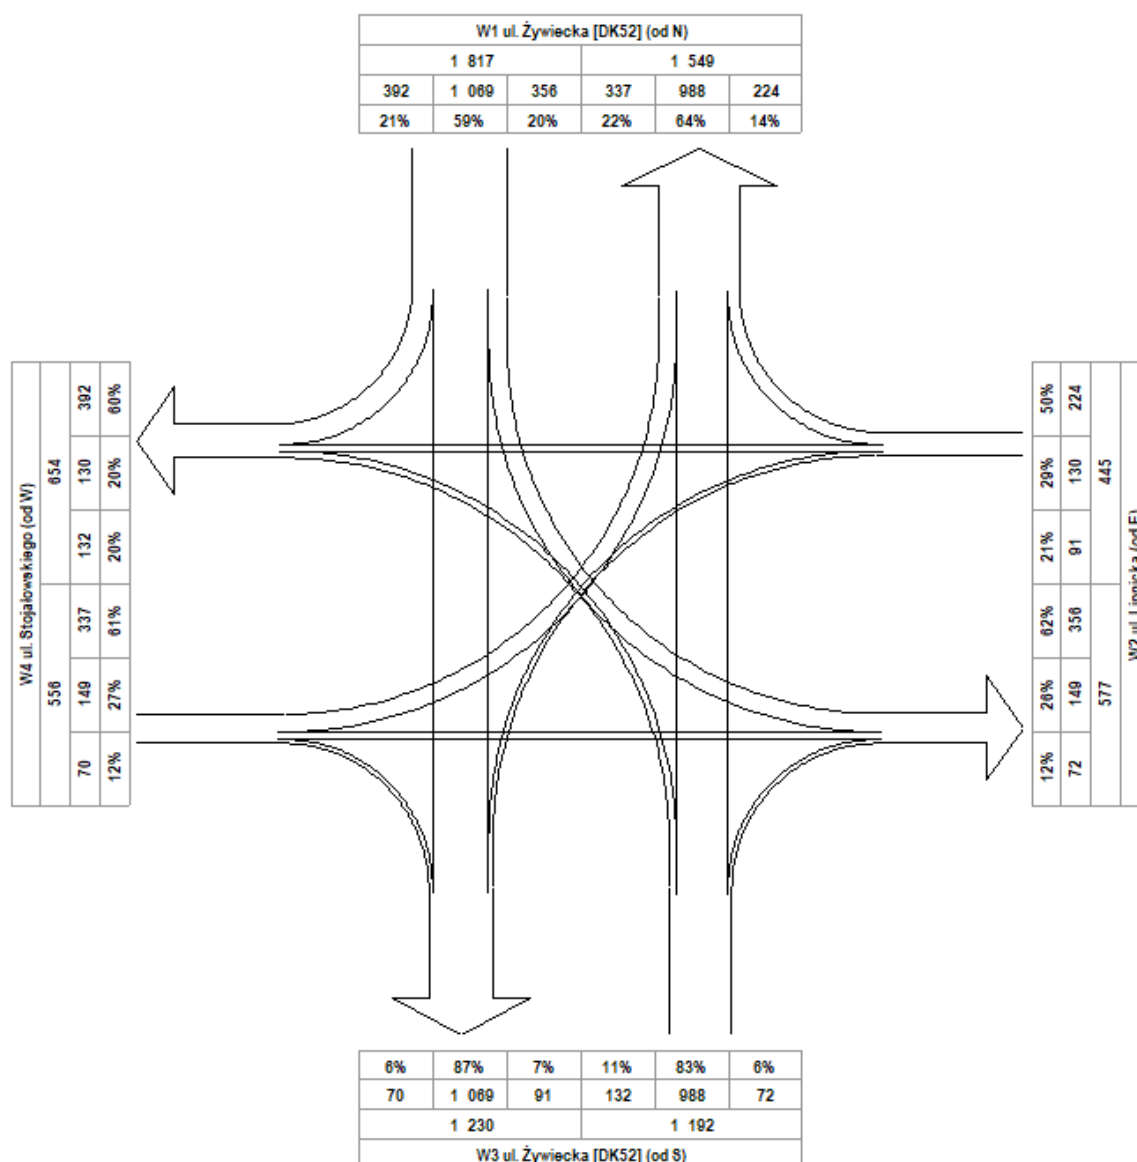 W1 ul. Żywiecka [DK52] (od N)
1 817 1 549
392 1 069 356 337 988 224
21% 59% 20% 22% 64% 14%
W4 ul. Stojałowskiego (od W)
654 556
392 130 132 337 149 70
60% 20% 20% 61% 27% 12%
50% 29% 21% 62% 26% 12%
224 130 91 356 149 72
445 577
W2 ul. Lipnicka (od E)
6% 87% 7% 11% 83% 6%
70 1 069 91 132 988 72
1 230 1 192
W3 ul. Żywiecka [DK52] (od S)